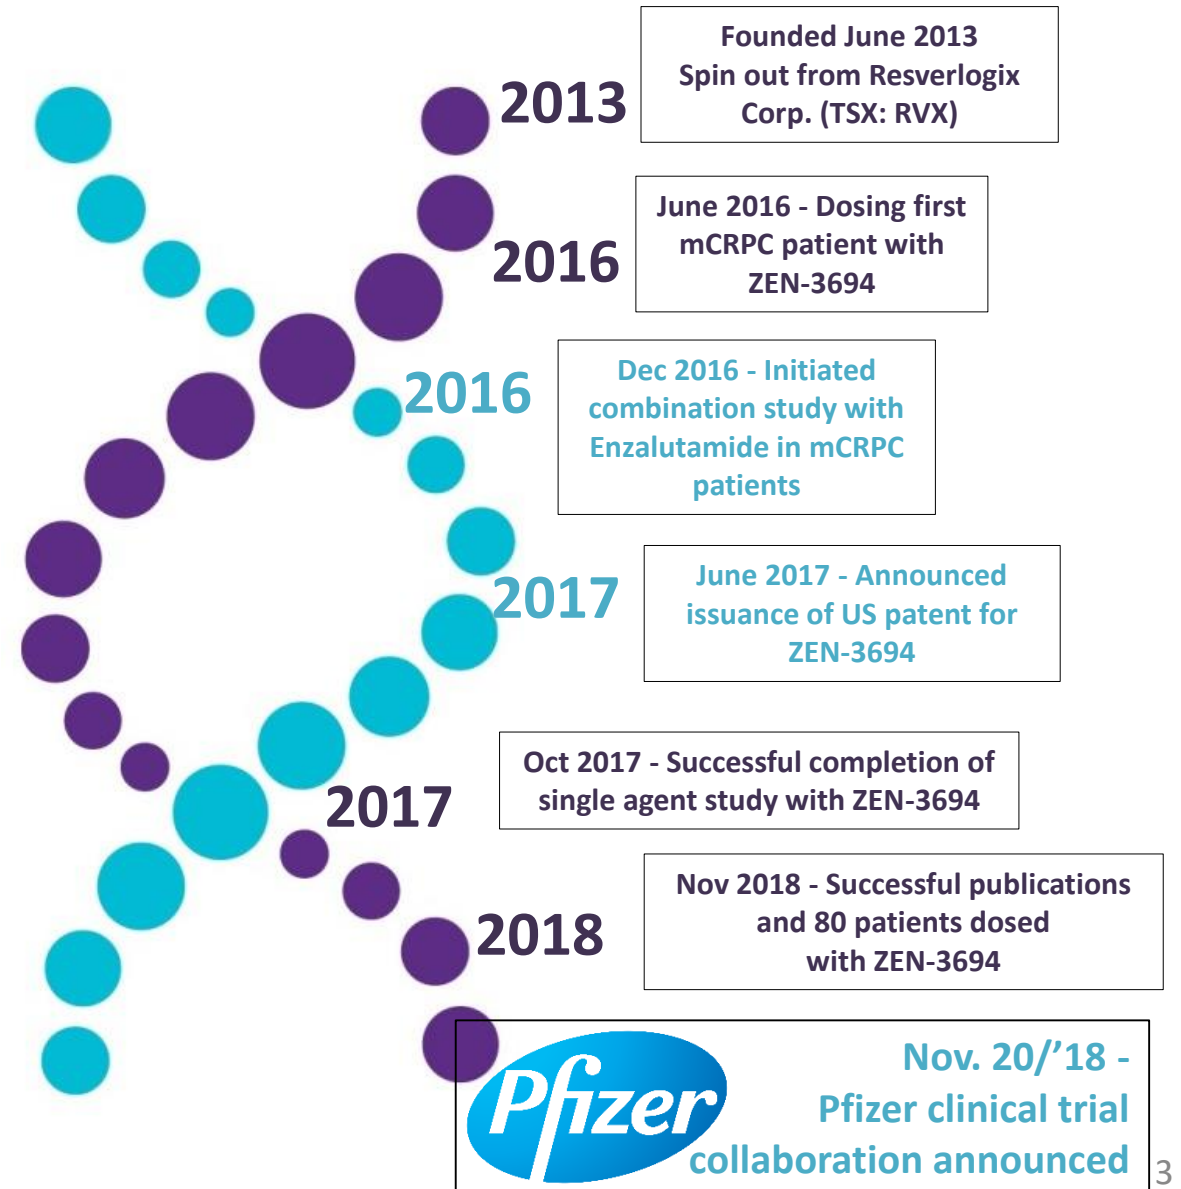 2013
Founded June 2013
Spin out from Resverlogix
Corp. (TSX: RVX)
2016
June 2016 - Dosing first
mCRPC patient with
ZEN-3694
2016
Dec 2016 - Initiated
combination study with
Enzalutamide in mCRPC
patients
2017
June 2017 - Announced
issuance of US patent for
ZEN-3694
2017
Oct 2017 - Successful completion of
single agent study with ZEN-3694
2018
Nov 2018 - Successful publications
and 80 patients dosed
with ZEN-3694
Pfizer
Nov. 20/’18 -
Pfizer clinical trial
collaboration announced
3